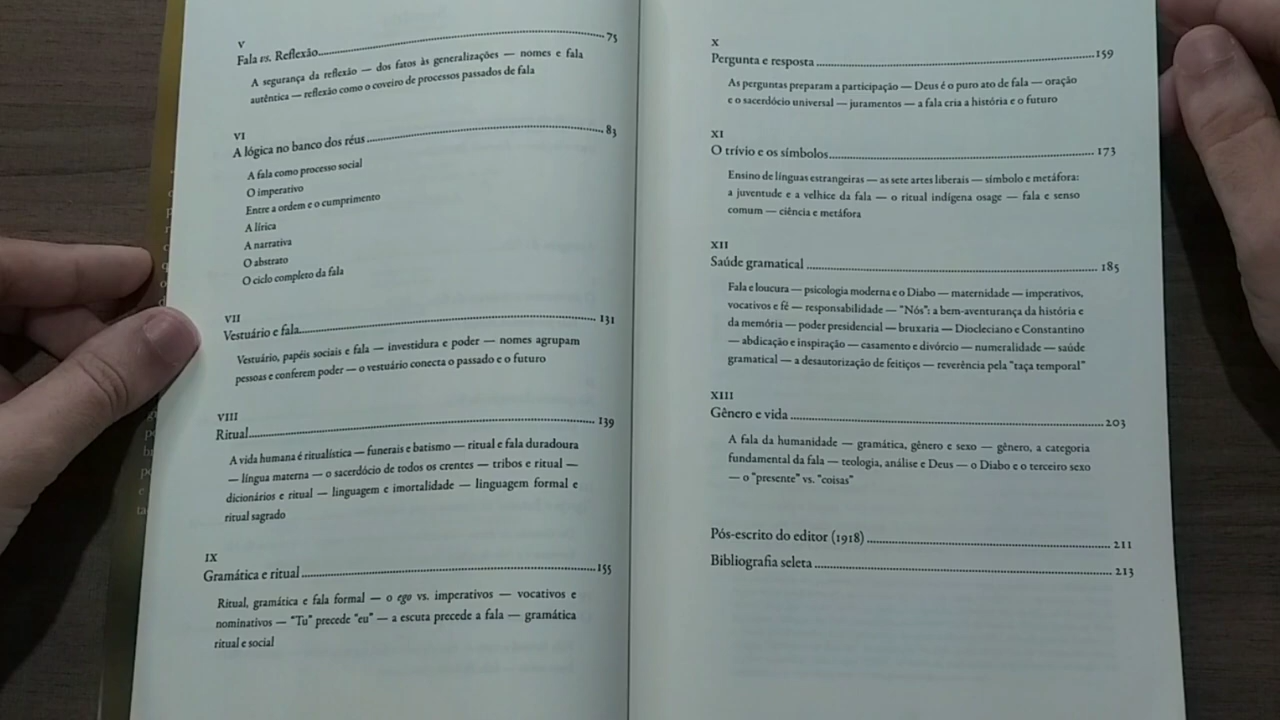 V
Fala vs. Reflexão 75
A segurança da reflexão — dos fatos às generalizações — nomes e fala
autêntica — reflexão como o coveiro de processos passados de fala
VI
A lógica no banco dos réus 83
A fala como processo social
O imperativo
Entre a ordem e o cumprimento
A lírica
A narrativa
O abstrato
O ciclo completo da fala
VII
Vestuário e fala 131
Vestuário, papéis sociais e fala — investidura e poder — nomes agrupam
pessoas e conferem poder — o vestuário conecta o passado e o futuro
VIII
Ritual 139
A vida humana é ritualística — funerais e batismo — ritual e fala duradoura
— língua materna — o sacerdócio de todos os crentes — tribos e ritual —
dicionários e ritual — linguagem e imortalidade — linguagem formal e
ritual sagrado
IX
Gramática e ritual 155
Ritual, gramática e fala formal — o ego vs. imperativos — vocativos e
nominativos — "Tu" precede "eu" — a escuta precede a fala — gramática
ritual e social
X
Pergunta e resposta 159
As perguntas preparam a participação — Deus é o puro ato de fala — oração
e o sacerdócio universal — juramentos — a fala cria a história e o futuro
XI
O trívio e os símbolos 173
Ensino de línguas estrangeiras — as sete artes liberais — símbolo e metáfora:
a juventude e a velhice da fala — o ritual indígena osage — fala e senso
comum — ciência e metáfora
XII
Saúde gramatical 185
Fala e loucura — psicologia moderna e o Diabo — maternidade — imperativos,
vocativos e fé — responsabilidade — "Nós": a bem-aventurança da história e
da memória — poder presidencial — bruxaria — Diocleciano e Constantino
— abdicação e inspiração — casamento e divórcio — numeralidade — saúde
gramatical — a desautorização de feitiços — reverência pela "taça temporal"
XIII
Gênero e vida 203
A fala da humanidade — gramática, gênero e sexo — gênero, a categoria
fundamental da fala — teologia, análise e Deus — o Diabo e o terceiro sexo
— o "presente" vs. "coisas"
Pós-escrito do editor (1918) 211
Bibliografia seleta 213